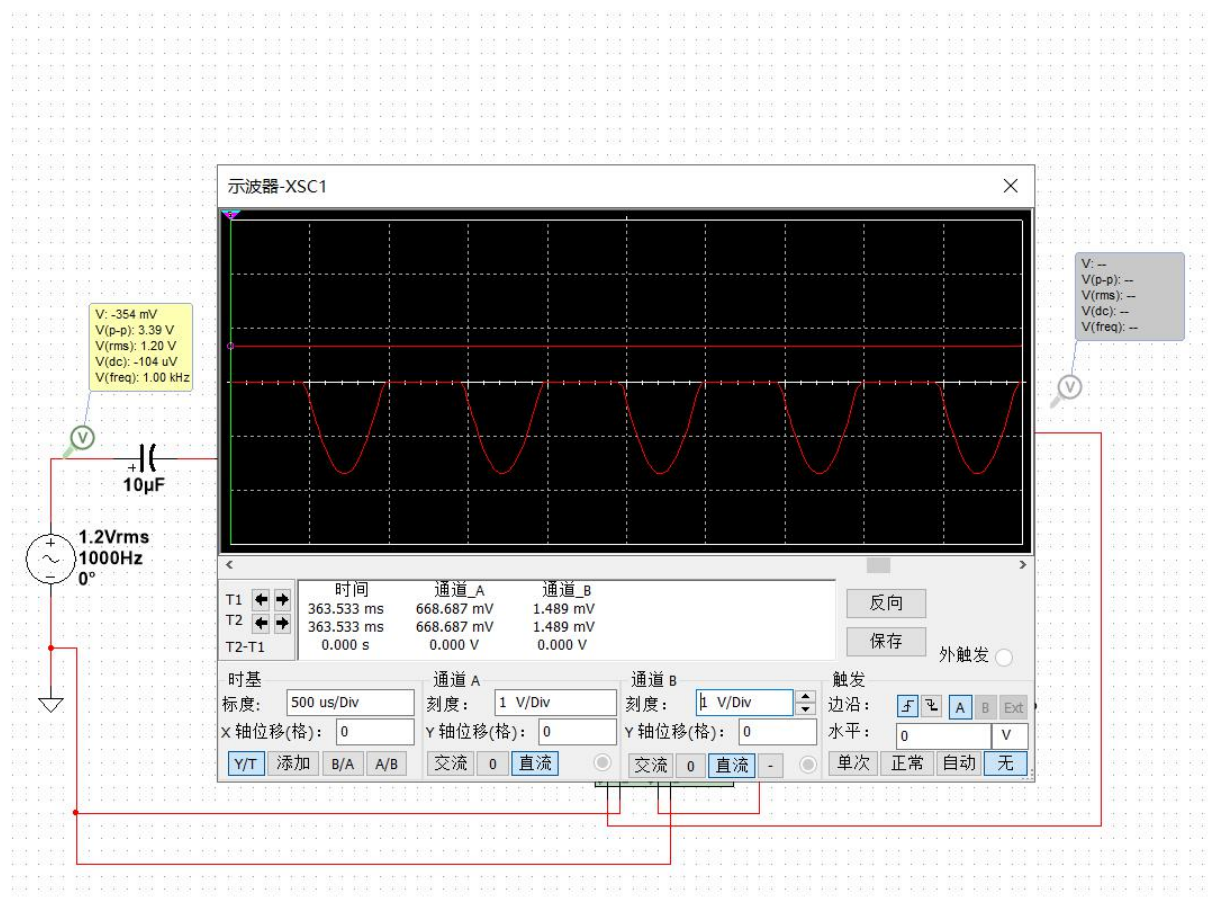 示波器-XSC1
V: --
V(p-p): --
V(rms): --
V(dc): --
V(freq): --
V: -354 mV
V(p-p): 3.39 V
V(rms): 1.20 V
V(dc): -104 uV
V(freq): 1.00 kHz
V
V
+
10μF
1.2Vrms
1000Hz
0°
时间 通道_A 通道_B
T1 363.533 ms 668.687 mV 1.489 mV
T2 363.533 ms 668.687 mV 1.489 mV
T2-T1 0.000 s 0.000 V 0.000 V
反向
保存
外触发
时基 通道 A 通道 B 触发
标度: 500 us/Div 刻度: 1 V/Div 刻度: 1 V/Div 边沿: A B Ext
X 轴位移(格): 0 Y 轴位移(格): 0 Y 轴位移(格): 0 水平: 0 V
Y/T 添加 B/A A/B 交流 0 直流 交流 0 直流 - 单次 正常 自动 无